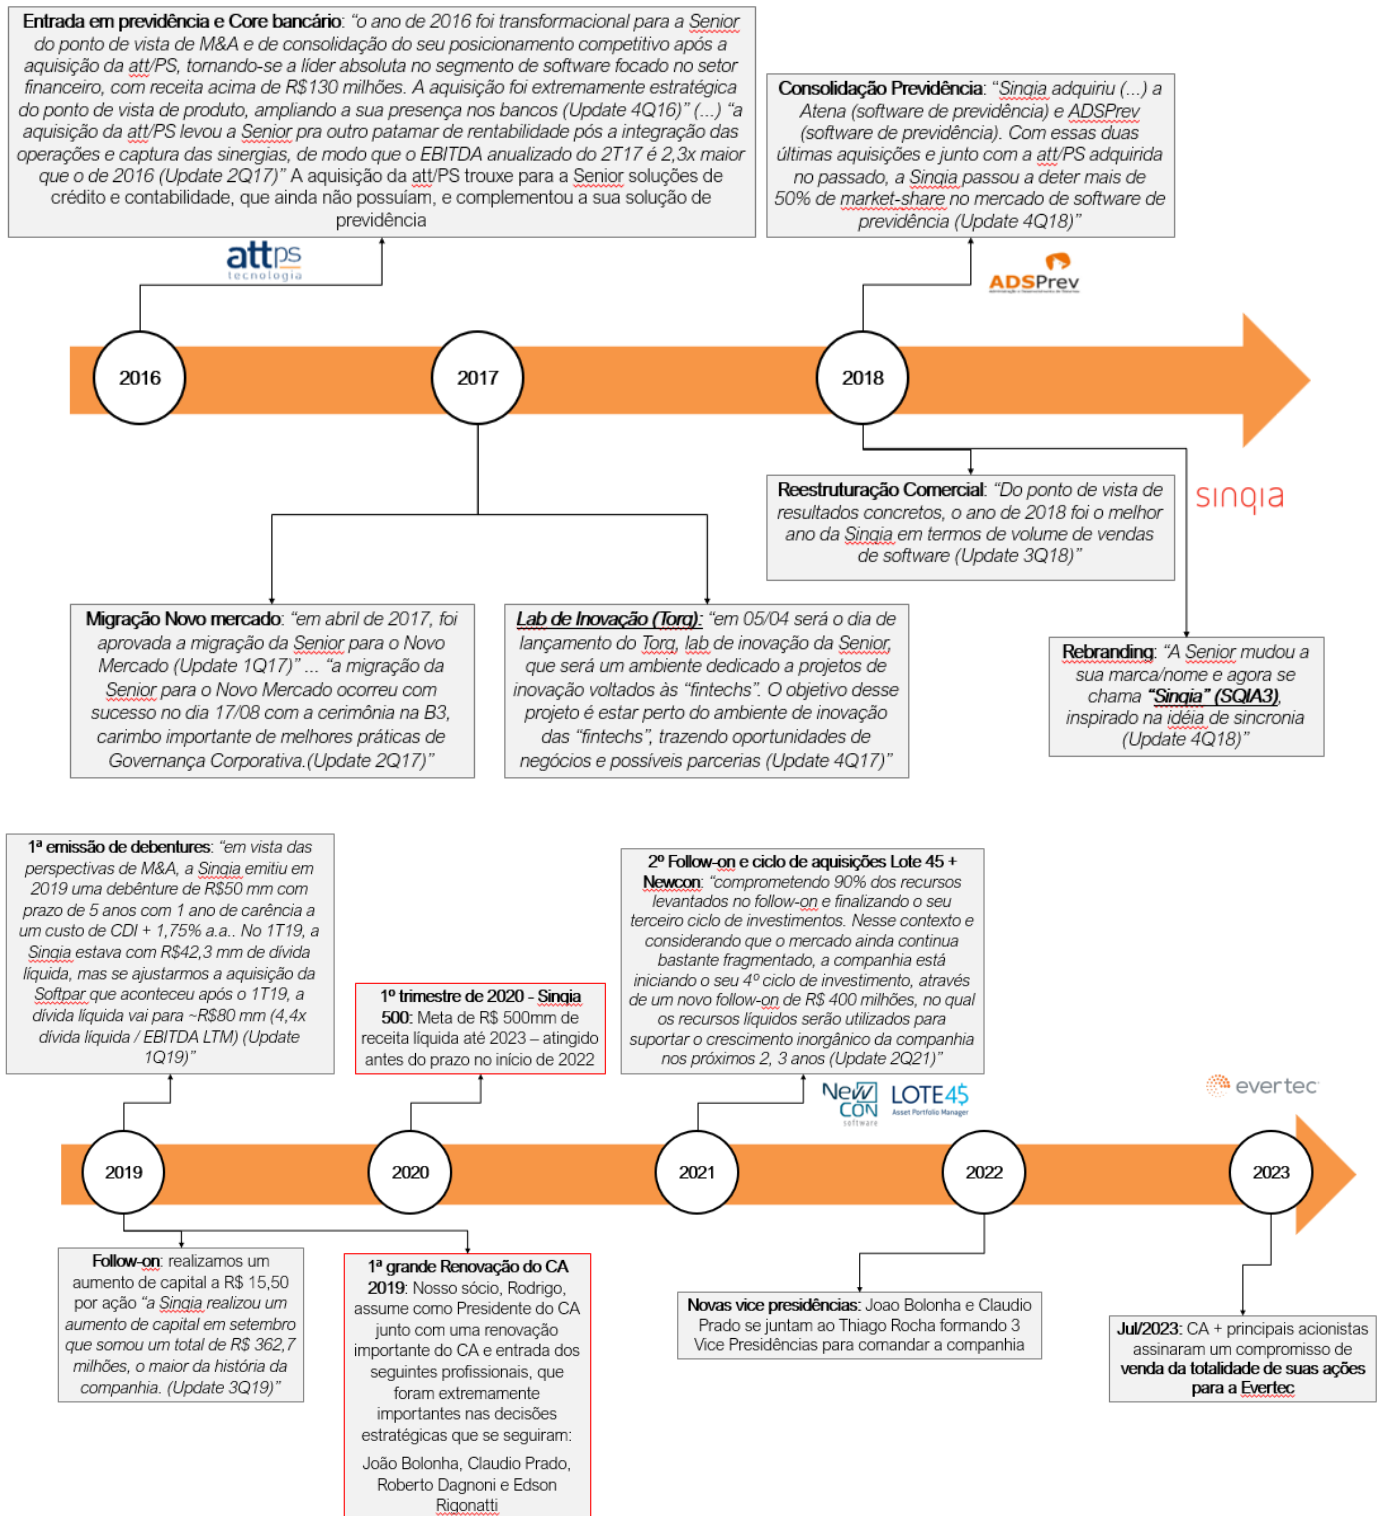 Entrada em previdência e Core bancário: “o ano de 2016 foi transformacional para a Senior
do ponto de vista de M&A e de consolidação do seu posicionamento competitivo após a
aquisição da att/PS, tornando-se a líder absoluta no segmento de software focado no setor
financeiro, com receita acima de R$130 milhões. A aquisição foi extremamente estratégica
do ponto de vista de produto, ampliando a sua presença nos bancos (Update 4Q16)” (...) “a
aquisição da att/PS levou a Senior pra outro patamar de rentabilidade pós a integração das
operações e captura das sinergias, de modo que o EBITDA anualizado do 2T17 é 2,3x maior
que o de 2016 (Update 2Q17)” A aquisição da att/PS trouxe para a Senior soluções de
crédito e contabilidade, que ainda não possuíam, e complementou a sua solução de
previdência
Consolidação Previdência: “Sinqia adquiriu (...) a
Atena (software de previdência) e ADSPrev
(software de previdência). Com essas duas
últimas aquisições e junto com a att/PS adquirida
no passado, a Sinqia passou a deter mais de
50% de market-share no mercado de software de
previdência (Update 4Q18)”
attps
tecnologia
ADSPrev
2016
2017
2018
Reestruturação Comercial: “Do ponto de vista de
resultados concretos, o ano de 2018 foi o melhor
ano da Sinqia em termos de volume de vendas
de software (Update 3Q18)”
sinqia
Migração Novo mercado: “em abril de 2017, foi
aprovada a migração da Senior para o Novo
Mercado (Update 1Q17)” ... “a migração da
Senior para o Novo Mercado ocorreu com
sucesso no dia 17/08 com a cerimônia na B3,
carimbo importante de melhores práticas de
Governança Corporativa.(Update 2Q17)”
Lab de Inovação (Torq): “em 05/04 será o dia de
lançamento do Torq, lab de inovação da Senior,
que será um ambiente dedicado a projetos de
inovação voltados às “fintechs”. O objetivo desse
projeto é estar perto do ambiente de inovação
das “fintechs”, trazendo oportunidades de
negócios e possíveis parcerias (Update 4Q17)”
Rebranding: “A Senior mudou a
sua marca/nome e agora se
chama “Sinqia” (SQIA3),
inspirado na idéia de sincronia
(Update 4Q18)”
1ª emissão de debentures: “em vista das
perspectivas de M&A, a Sinqia emitiu em
2019 uma debênture de R$50 mm com
prazo de 5 anos com 1 ano de carência a
um custo de CDI + 1,75% a.a.. No 1T19, a
Sinqia estava com R$42,3 mm de dívida
líquida, mas se ajustarmos a aquisição da
Softpar que aconteceu após o 1T19, a
dívida líquida vai para ~R$80 mm (4,4x
dívida líquida / EBITDA LTM) (Update
1Q19)”
1º trimestre de 2020 - Sinqia
500: Meta de R$ 500mm de
receita líquida até 2023 – atingido
antes do prazo no início de 2022
2º Follow-on e ciclo de aquisições Lote 45 +
Newcon: “comprometendo 90% dos recursos
levantados no follow-on e finalizando o seu
terceiro ciclo de investimentos. Nesse contexto e
considerando que o mercado ainda continua
bastante fragmentado, a companhia está
iniciando o seu 4º ciclo de investimento, através
de um novo follow-on de R$ 400 milhões, no qual
os recursos líquidos serão utilizados para
suportar o crescimento inorgânico da companhia
nos próximos 2, 3 anos (Update 2Q21)”
NewCON
software
LOTE45
Asset Portfolio Manager
evertec
2019
2020
2021
2022
2023
Follow-on: realizamos um
aumento de capital a R$ 15,50
por ação “a Sinqia realizou um
aumento de capital em setembro
que somou um total de R$ 362,7
milhões, o maior da história da
companhia. (Update 3Q19)”
1ª grande Renovação do CA
2019: Nosso sócio, Rodrigo,
assume como Presidente do CA
junto com uma renovação
importante do CA e entrada dos
seguintes profissionais, que
foram extremamente
importantes nas decisões
estratégicas que se seguiram:
João Bolonha, Claudio Prado,
Roberto Dagnoni e Edson
Rigonatti
Novas vice presidências: Joao Bolonha e Claudio
Prado se juntam ao Thiago Rocha formando 3
Vice Presidências para comandar a companhia
Jul/2023: CA + principais acionistas
assinaram um compromisso de
venda da totalidade de suas ações
para a Evertec